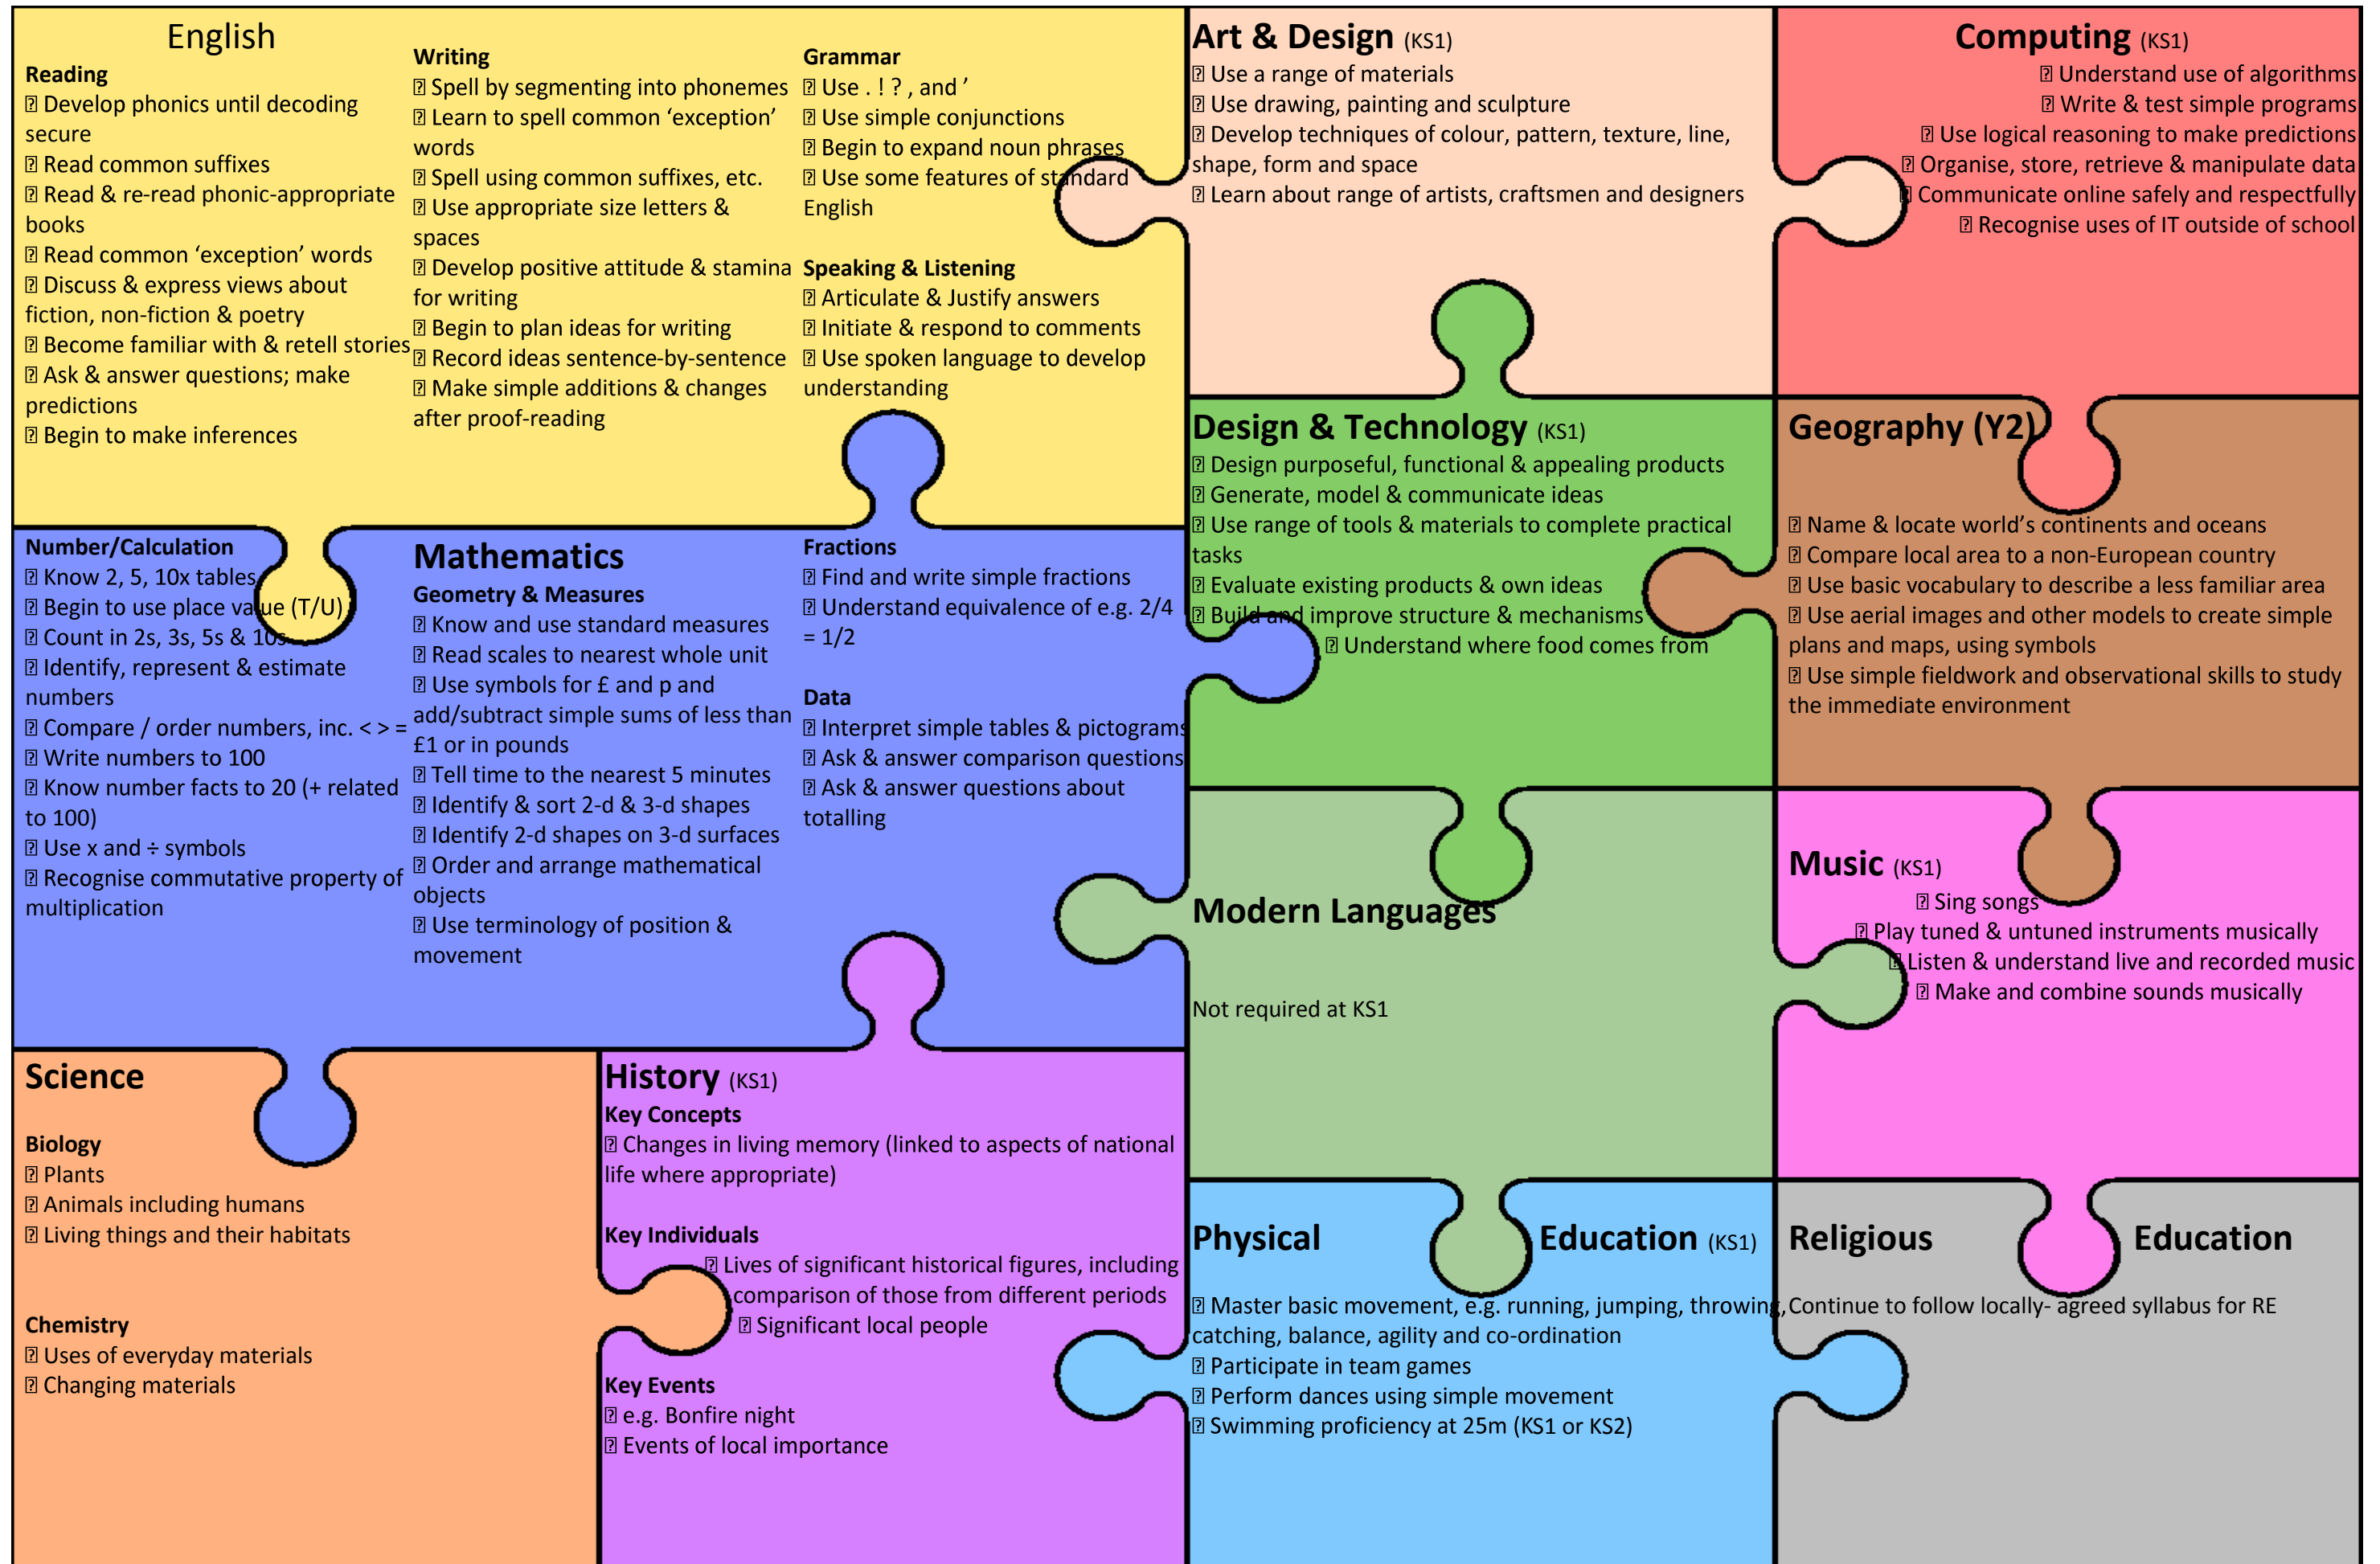 English
Reading
⍰ Develop phonics until decoding
secure
⍰ Read common suffixes
⍰ Read & re-read phonic-appropriate
books
⍰ Read common ‘exception’ words
⍰ Discuss & express views about
fiction, non-fiction & poetry
⍰ Become familiar with & retell stories
⍰ Ask & answer questions; make
predictions
⍰ Begin to make inferences
Writing
⍰ Spell by segmenting into phonemes
⍰ Learn to spell common ‘exception’
words
⍰ Spell using common suffixes, etc.
⍰ Use appropriate size letters &
spaces
⍰ Develop positive attitude & stamina
for writing
⍰ Begin to plan ideas for writing
⍰ Record ideas sentence-by-sentence
⍰ Make simple additions & changes
after proof-reading
Grammar
⍰ Use . ! ? , and ’
⍰ Use simple conjunctions
⍰ Begin to expand noun phrases
⍰ Use some features of standard
English
Speaking & Listening
⍰ Articulate & Justify answers
⍰ Initiate & respond to comments
⍰ Use spoken language to develop
understanding
Art & Design (KS1)
⍰ Use a range of materials
⍰ Use drawing, painting and sculpture
⍰ Develop techniques of colour, pattern, texture, line,
shape, form and space
⍰ Learn about range of artists, craftsmen and designers
Computing (KS1)
⍰ Understand use of algorithms
⍰ Write & test simple programs
⍰ Use logical reasoning to make predictions
⍰ Organise, store, retrieve & manipulate data
⍰ Communicate online safely and respectfully
⍰ Recognise uses of IT outside of school
Number/Calculation
⍰ Know 2, 5, 10x tables
⍰ Begin to use place value (T/U)
⍰ Count in 2s, 3s, 5s & 10s
⍰ Identify, represent & estimate
numbers
⍰ Compare / order numbers, inc. < > =
⍰ Write numbers to 100
⍰ Know number facts to 20 (+ related
to 100)
⍰ Use x and ÷ symbols
⍰ Recognise commutative property of
multiplication
Mathematics
Geometry & Measures
⍰ Know and use standard measures
⍰ Read scales to nearest whole unit
⍰ Use symbols for £ and p and
add/subtract simple sums of less than
£1 or in pounds
⍰ Tell time to the nearest 5 minutes
⍰ Identify & sort 2-d & 3-d shapes
⍰ Identify 2-d shapes on 3-d surfaces
⍰ Order and arrange mathematical
objects
⍰ Use terminology of position &
movement
Fractions
⍰ Find and write simple fractions
⍰ Understand equivalence of e.g. 2/4
= 1/2
Data
⍰ Interpret simple tables & pictograms
⍰ Ask & answer comparison questions
⍰ Ask & answer questions about
totalling
Design & Technology (KS1)
⍰ Design purposeful, functional & appealing products
⍰ Generate, model & communicate ideas
⍰ Use range of tools & materials to complete practical
tasks
⍰ Evaluate existing products & own ideas
⍰ Build and improve structure & mechanisms
⍰ Understand where food comes from
Geography (Y2)
⍰ Name & locate world’s continents and oceans
⍰ Compare local area to a non-European country
⍰ Use basic vocabulary to describe a less familiar area
⍰ Use aerial images and other models to create simple
plans and maps, using symbols
⍰ Use simple fieldwork and observational skills to study
the immediate environment
Modern Languages
Not required at KS1
Music (KS1)
⍰ Sing songs
⍰ Play tuned & untuned instruments musically
⍰ Listen & understand live and recorded music
⍰ Make and combine sounds musically
Science
Biology
⍰ Plants
⍰ Animals including humans
⍰ Living things and their habitats
Chemistry
⍰ Uses of everyday materials
⍰ Changing materials
History (KS1)
Key Concepts
⍰ Changes in living memory (linked to aspects of national
life where appropriate)
Key Individuals
⍰ Lives of significant historical figures, including
comparison of those from different periods
⍰ Significant local people
Key Events
⍰ e.g. Bonfire night
⍰ Events of local importance
Physical Education (KS1)
⍰ Master basic movement, e.g. running, jumping, throwing,
catching, balance, agility and co-ordination
⍰ Participate in team games
⍰ Perform dances using simple movement
⍰ Swimming proficiency at 25m (KS1 or KS2)
Religious Education
Continue to follow locally- agreed syllabus for RE